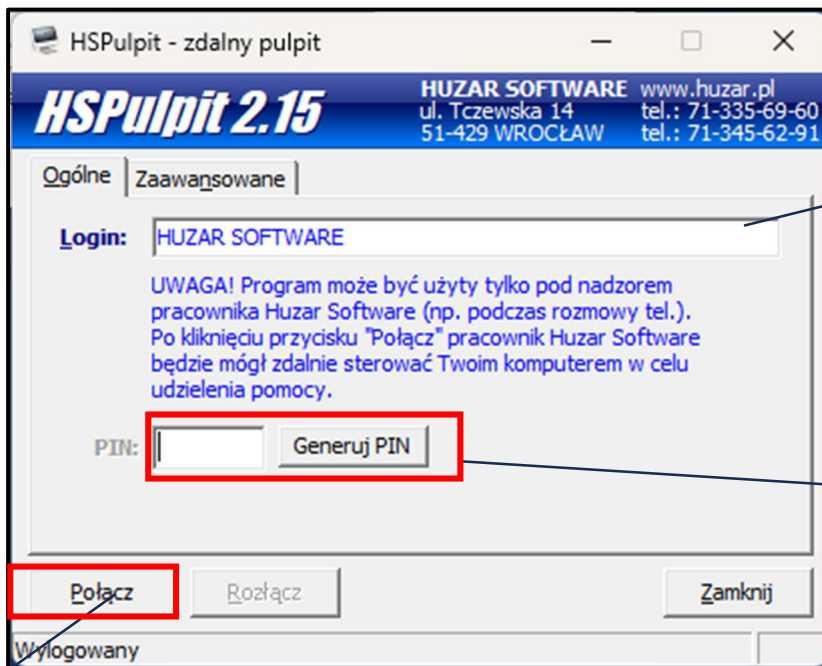 HSPulpit - zdalny pulpit
HSPulpit 2.15
HUZAR SOFTWARE www.huzar.pl
ul. Tczewska 14 tel.: 71-335-69-60
51-429 WROCŁAW tel.: 71-345-62-91
Ogólne Zaawansowane
Login: HUZAR SOFTWARE
UWAGA! Program może być użyty tylko pod nadzorem
pracownika Huzar Software (np. podczas rozmowy tel.).
Po kliknięciu przycisku "Połącz" pracownik Huzar Software
będzie mógł zdalnie sterować Twoim komputerem w celu
udzielenia pomocy.
PIN: Generuj PIN
Połącz Rozłącz Zamknij
Wylogowany